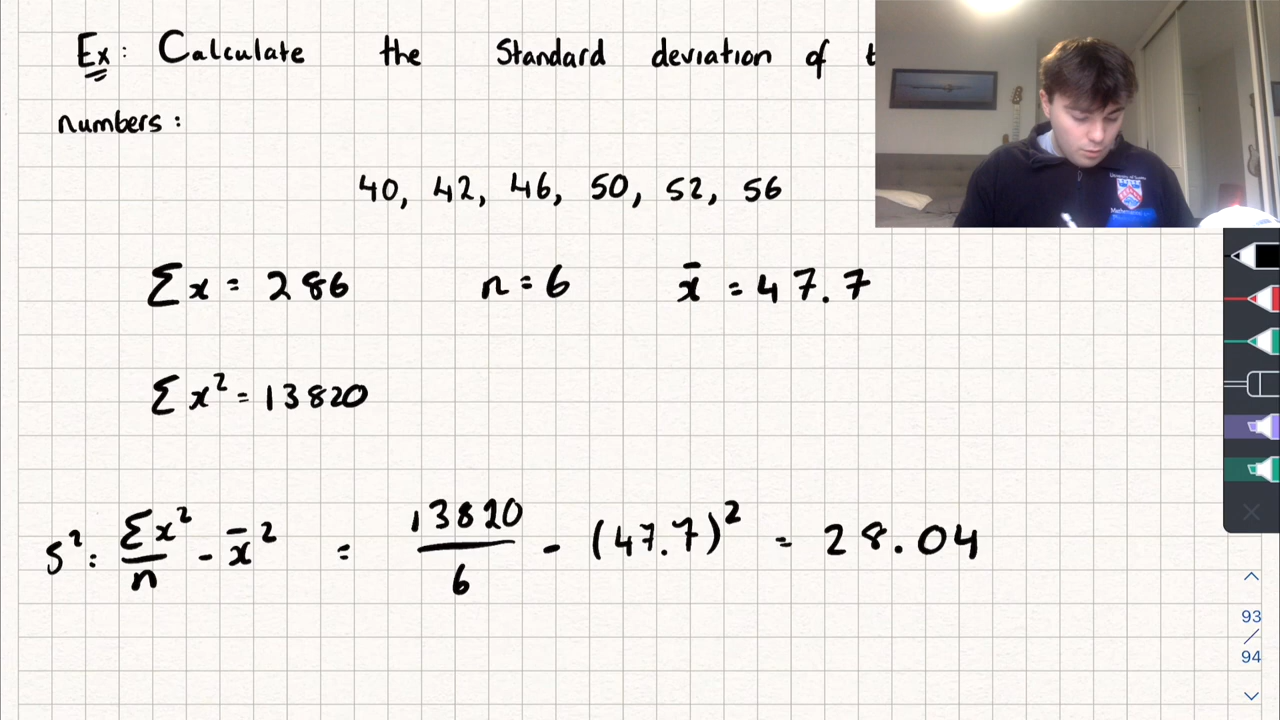 Ex: Calculate the Standard deviation of
numbers:
40, 42, 46, 50, 52, 56
Σx = 286 n = 6 x̄ = 47.7
Σx² = 13820
S²: Σx²/n - x̄² = 13820/6 - (47.7)² = 28.04
93
/
94